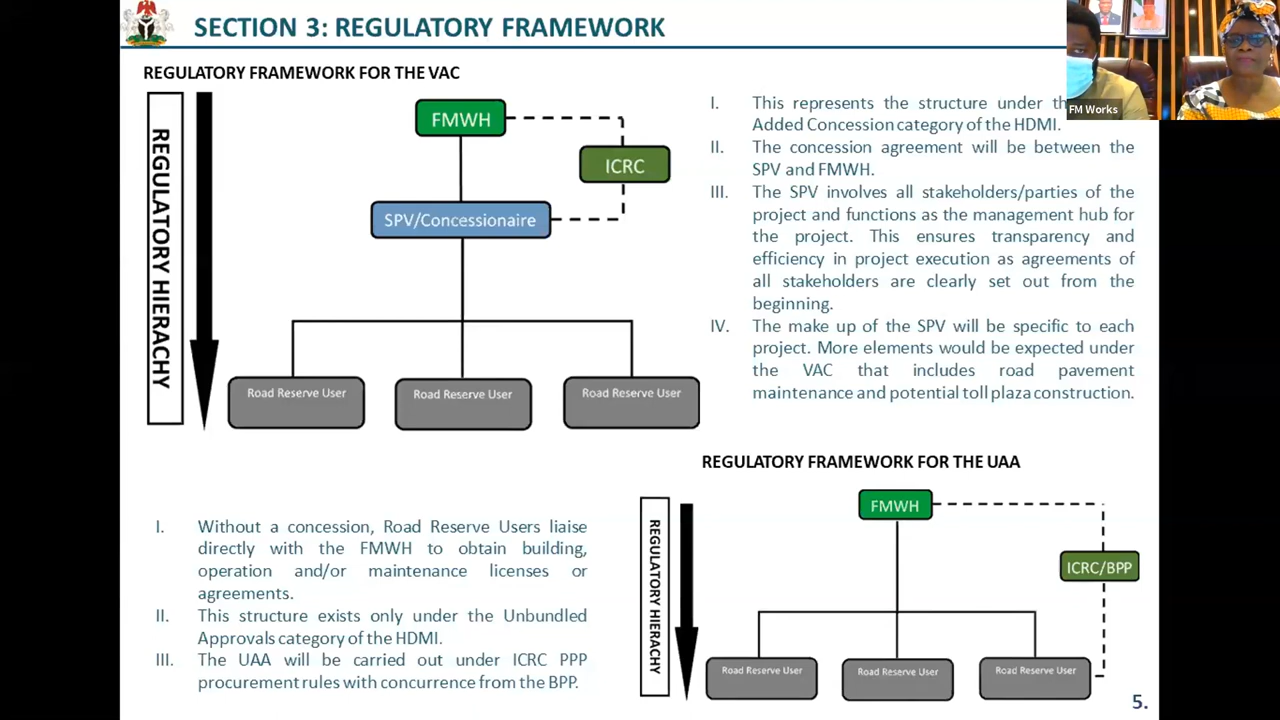 SECTION 3: REGULATORY FRAMEWORK
REGULATORY FRAMEWORK FOR THE VAC
REGULATORY HIERACHY
FMWH
ICRC
SPV/Concessionaire
Road Reserve User
Road Reserve User
Road Reserve User
FM Works
I. This represents the structure under
Added Concession category of the HDMI.
II. The concession agreement will be between the
SPV and FMWH.
III. The SPV involves all stakeholders/parties of the
project and functions as the management hub for
the project. This ensures transparency and
efficiency in project execution as agreements of
all stakeholders are clearly set out from the
beginning.
IV. The make up of the SPV will be specific to each
project. More elements would be expected under
the VAC that includes road pavement
maintenance and potential toll plaza construction.
I. Without a concession, Road Reserve Users liaise
directly with the FMWH to obtain building,
operation and/or maintenance licenses or
agreements.
II. This structure exists only under the Unbundled
Approvals category of the HDMI.
III. The UAA will be carried out under ICRC PPP
procurement rules with concurrence from the BPP.
REGULATORY FRAMEWORK FOR THE UAA
REGULATORY HIERACHY
FMWH
ICRC/BPP
Road Reserve User
Road Reserve User
Road Reserve User
5.